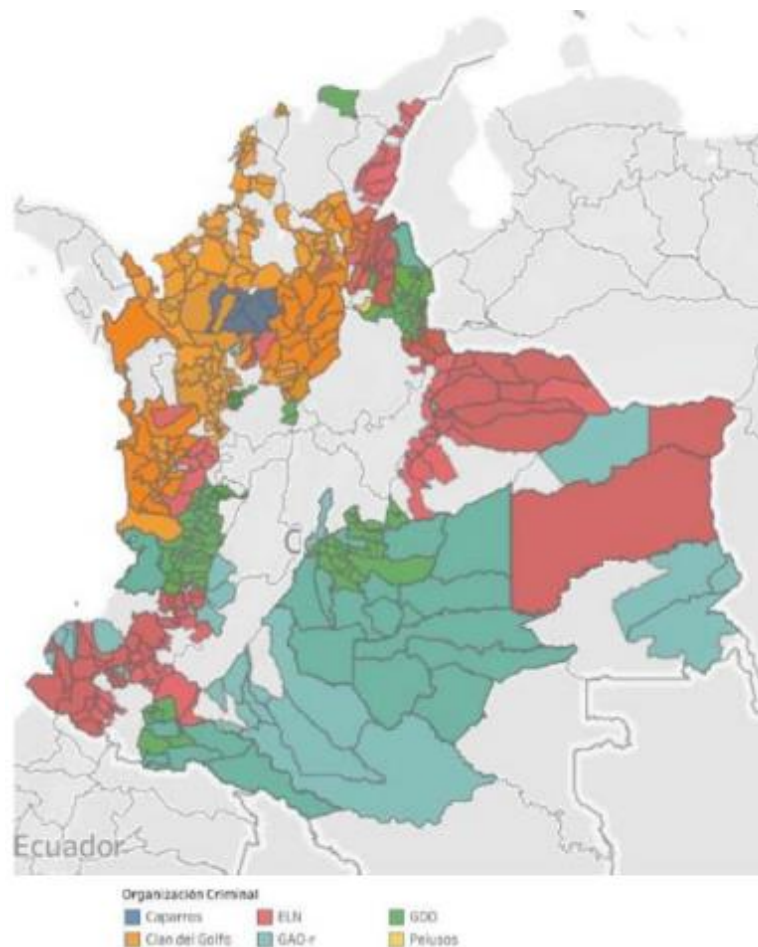 C
Ecuador
Organización Criminal
Caparros ELN GDO
Clan del Golfo GAO-r Pelusos